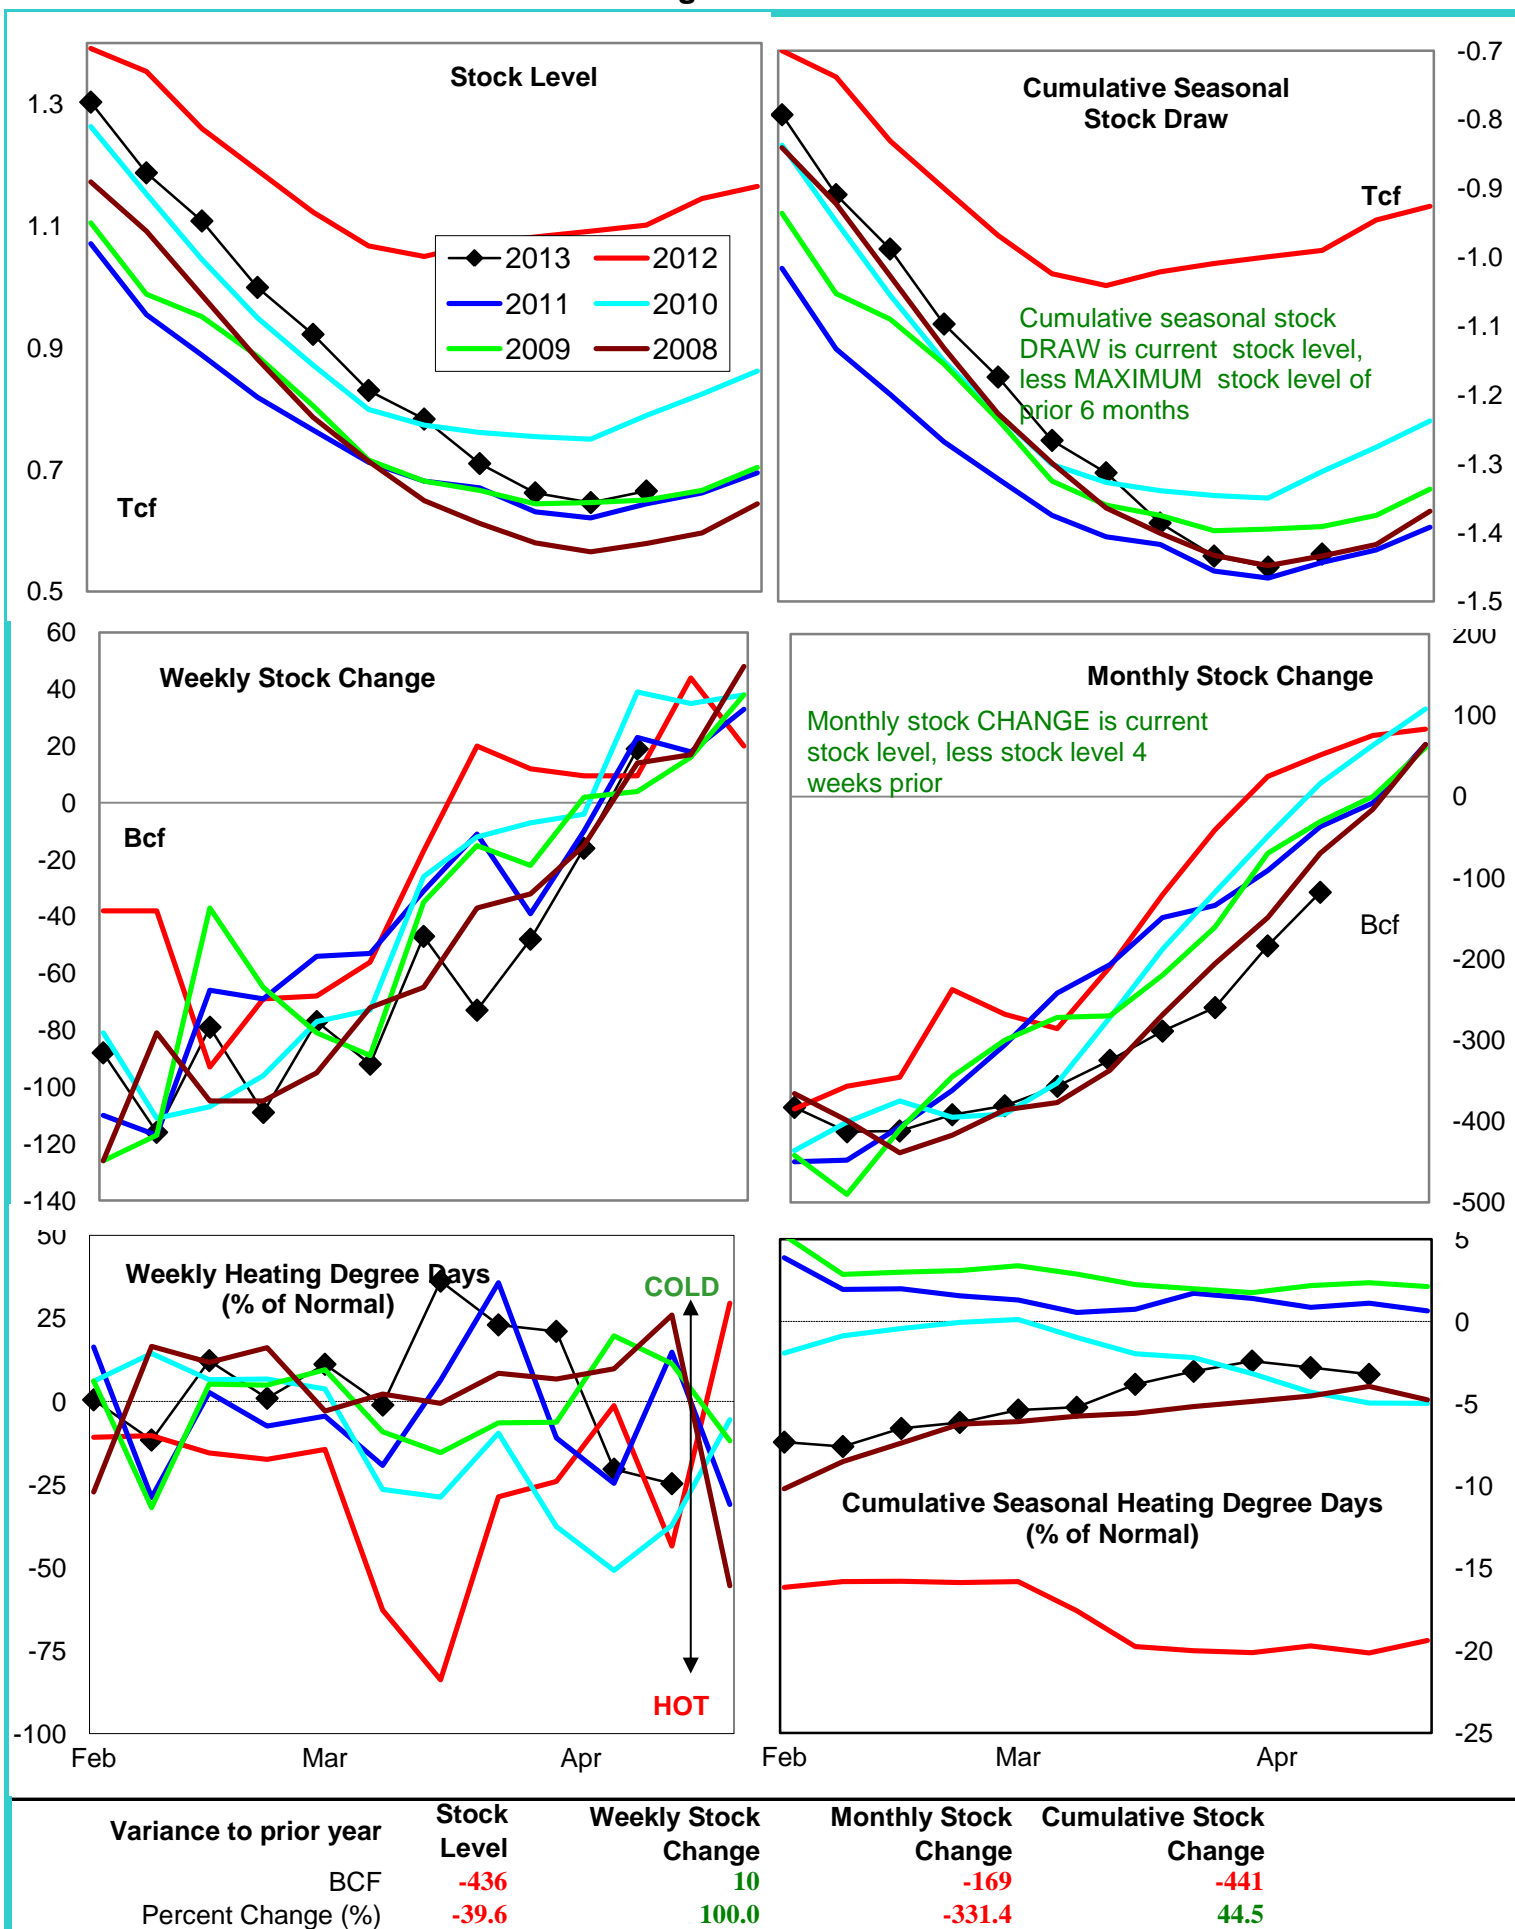 Stock Level
1.3
1.1
0.9
0.7
0.5
Tcf
2013
2012
2011
2010
2009
2008
Cumulative Seasonal
Stock Draw
Tcf
Cumulative seasonal stock
DRAW is current stock level,
less MAXIMUM stock level of
prior 6 months
-0.7
-0.8
-0.9
-1.0
-1.1
-1.2
-1.3
-1.4
-1.5
Weekly Stock Change
Bcf
60
40
20
0
-20
-40
-60
-80
-100
-120
-140
Monthly Stock Change
Monthly stock CHANGE is current
stock level, less stock level 4
weeks prior
Bcf
200
100
0
-100
-200
-300
-400
-500
Weekly Heating Degree Days
(% of Normal)
COLD
HOT
50
25
0
-25
-50
-75
-100
Feb Mar Apr
Cumulative Seasonal Heating Degree Days
(% of Normal)
5
0
-5
-10
-15
-20
-25
Feb Mar Apr
Variance to prior year
Stock
Level
Weekly Stock
Change
Monthly Stock
Change
Cumulative Stock
Change
BCF -436 10 -169 -441
Percent Change (%) -39.6 100.0 -331.4 44.5